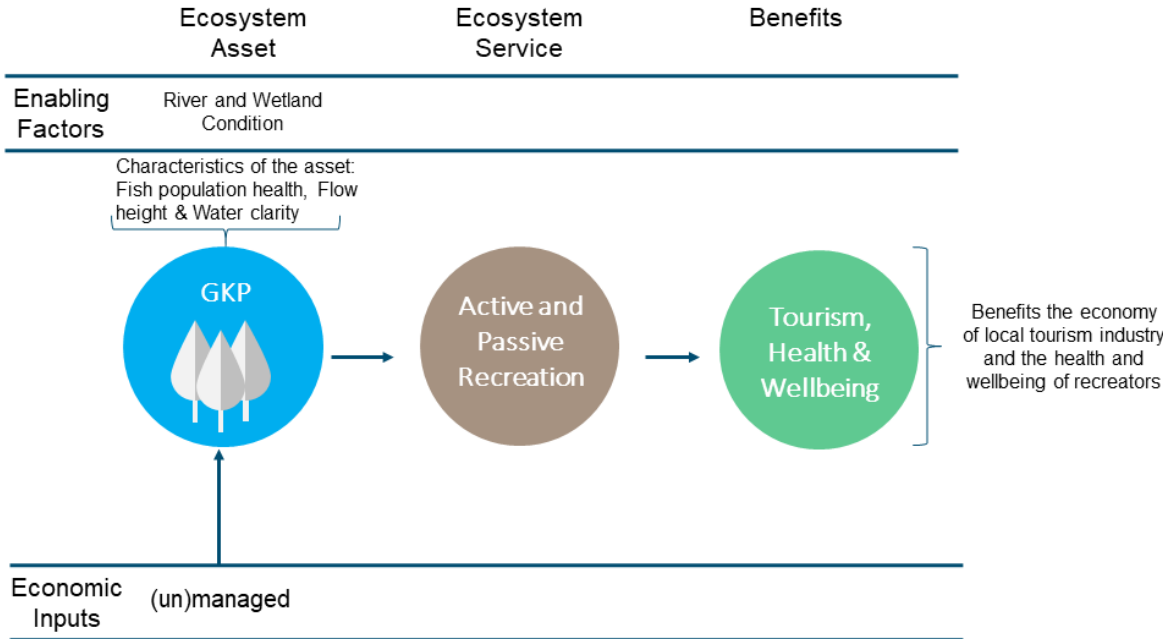 Ecosystem
Asset
Ecosystem
Service
Benefits
Enabling
Factors
River and Wetland
Condition
Characteristics of the asset:
Fish population health, Flow
height & Water clarity
GKP
Active and
Passive
Recreation
Tourism,
Health &
Wellbeing
Benefits the economy
of local tourism industry
and the health and
wellbeing of recreators
Economic
Inputs
(un)managed